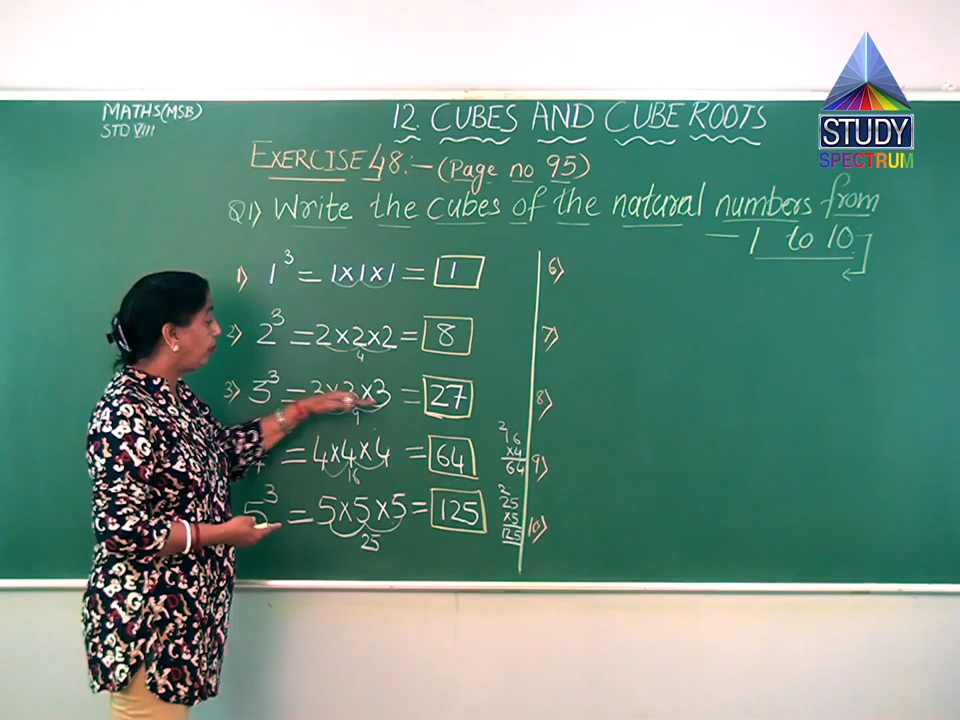 MATHS(MSB)
STD VIII
12. CUBES AND CUBE ROOTS
STUDY
SPECTRUM
EXERCISE 48:- (Page no 95)
Q1) Write the cubes of the natural numbers from
- 1 to 10.
1) 1³ = 1×1×1 = 1
2) 2³ = 2×2×2 = 8
4
3) 3³ = 3×3×3 = 27
9
= 4×4×4 = 64
16
5³ = 5×5×5 = 125
25
2
16
×4
64
2
25
×5
125
6)
7)
8)
9)
10)